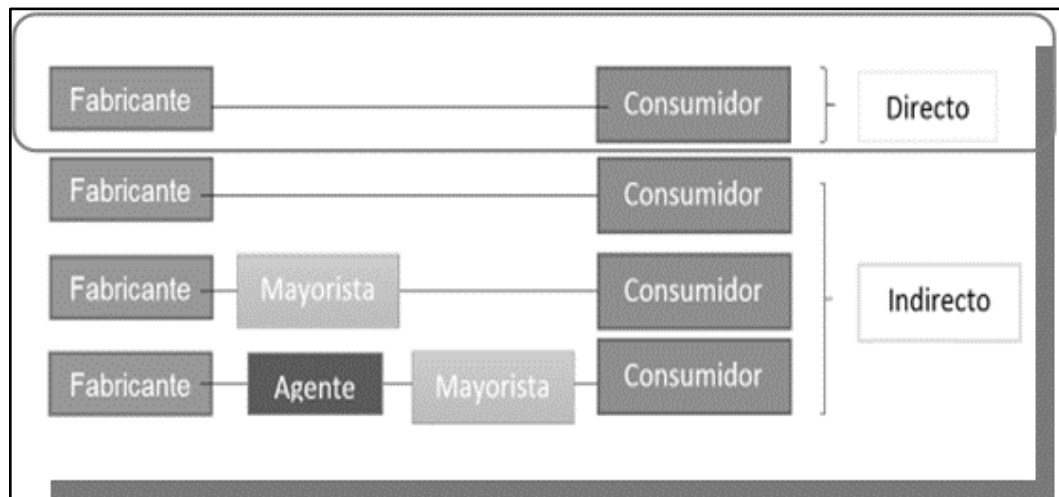 Fabricante Consumidor Directo
Fabricante Consumidor
Fabricante Mayorista Consumidor Indirecto
Fabricante Agente Mayorista Consumidor